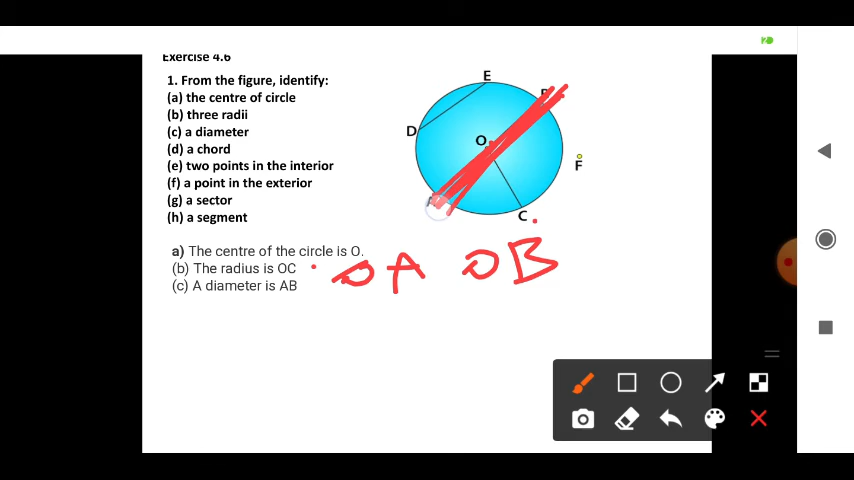 Exercise 4.6
1. From the figure, identify:
(a) the centre of circle
(b) three radii
(c) a diameter
(d) a chord
(e) two points in the interior
(f) a point in the exterior
(g) a sector
(h) a segment
E
D
O
F
C
a) The centre of the circle is O.
(b) The radius is OC
OA OB
(c) A diameter is AB